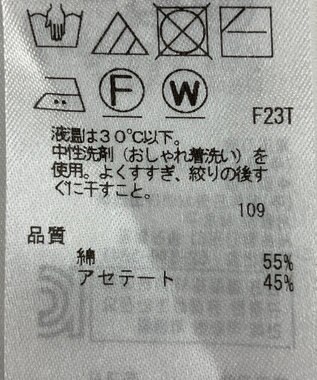 F W
F23T
液温は30℃以下。
中性洗剤（おしゃれ着洗い）を
使用。よくすすぎ、絞りの後す
ぐに干すこと。
109
品質
綿 55%
アセテート 45%